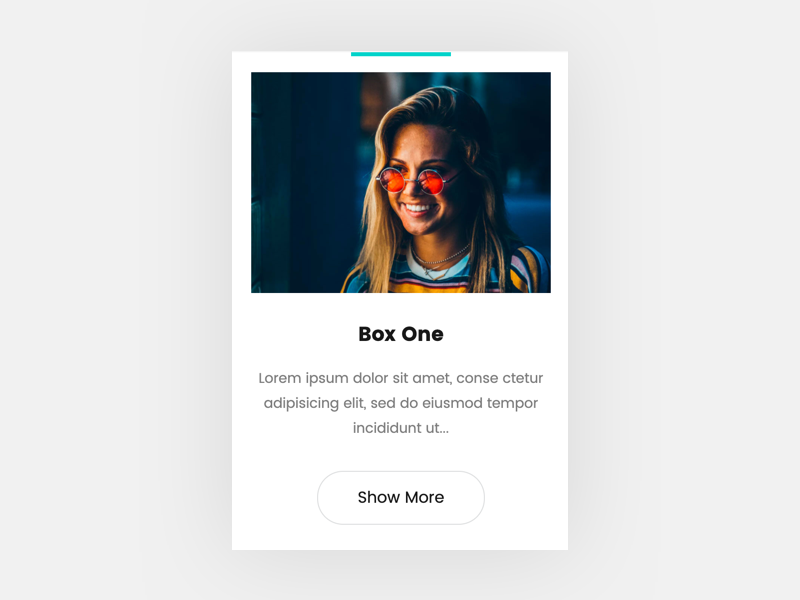 Box One
Lorem ipsum dolor sit amet, conse ctetur
adipisicing elit, sed do eiusmod tempor
incididunt ut...
Show More